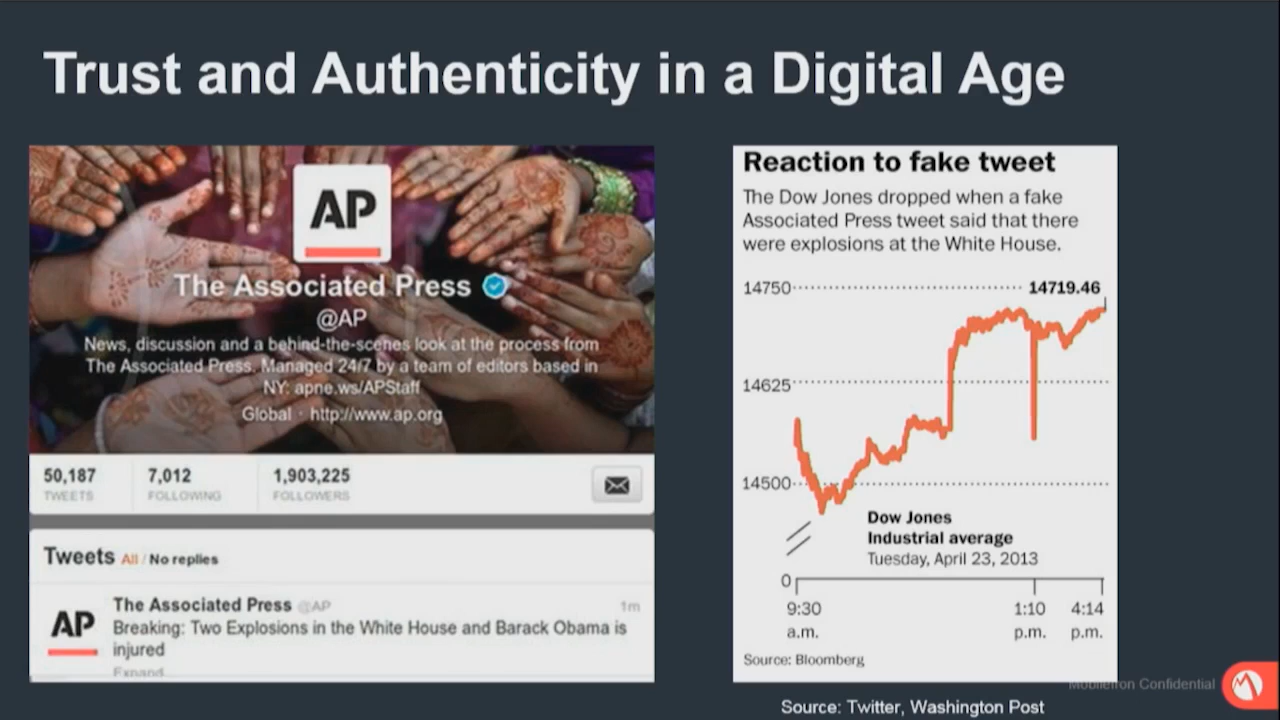 Trust and Authenticity in a Digital Age
AP
The Associated Press
@AP
News, discussion and a behind-the-scenes look at the process from
The Associated Press. Managed 24/7 by a team of editors based in
NY: apne.ws/APStaff
Global · http://www.ap.org
50,187
TWEETS
7,012
FOLLOWING
1,903,225
FOLLOWERS
Tweets All / No replies
AP
The Associated Press @AP 1m
Breaking: Two Explosions in the White House and Barack Obama is
injured
Expand
Reaction to fake tweet
The Dow Jones dropped when a fake
Associated Press tweet said that there
were explosions at the White House.
14750
14719.46
14625
14500
Dow Jones
Industrial average
Tuesday, April 23, 2013
0
9:30 1:10 4:14
a.m. p.m. p.m.
Source: Bloomberg
MobileIron Confidential
Source: Twitter, Washington Post